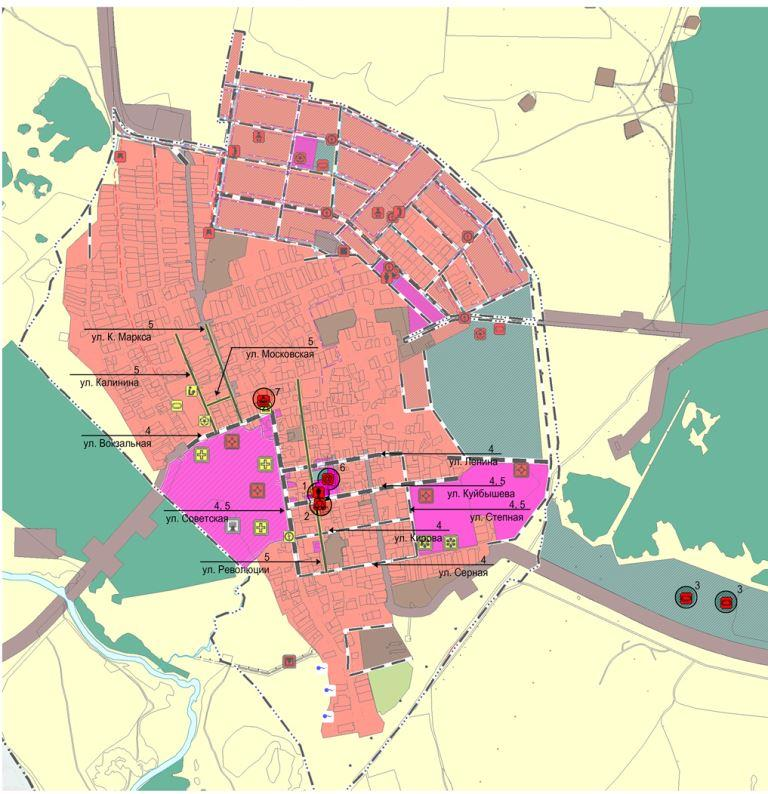 5
ул. К. Маркса
5
ул. Московская
5
ул. Калинина
7
4
ул. Вокзальная
4
ул. Ленина
6
4, 5
ул. Куйбышева
1
4, 5
ул. Советская
4, 5
ул. Степная
2
4
ул. Кирова
5
ул. Революции
4
ул. Серная
3
3